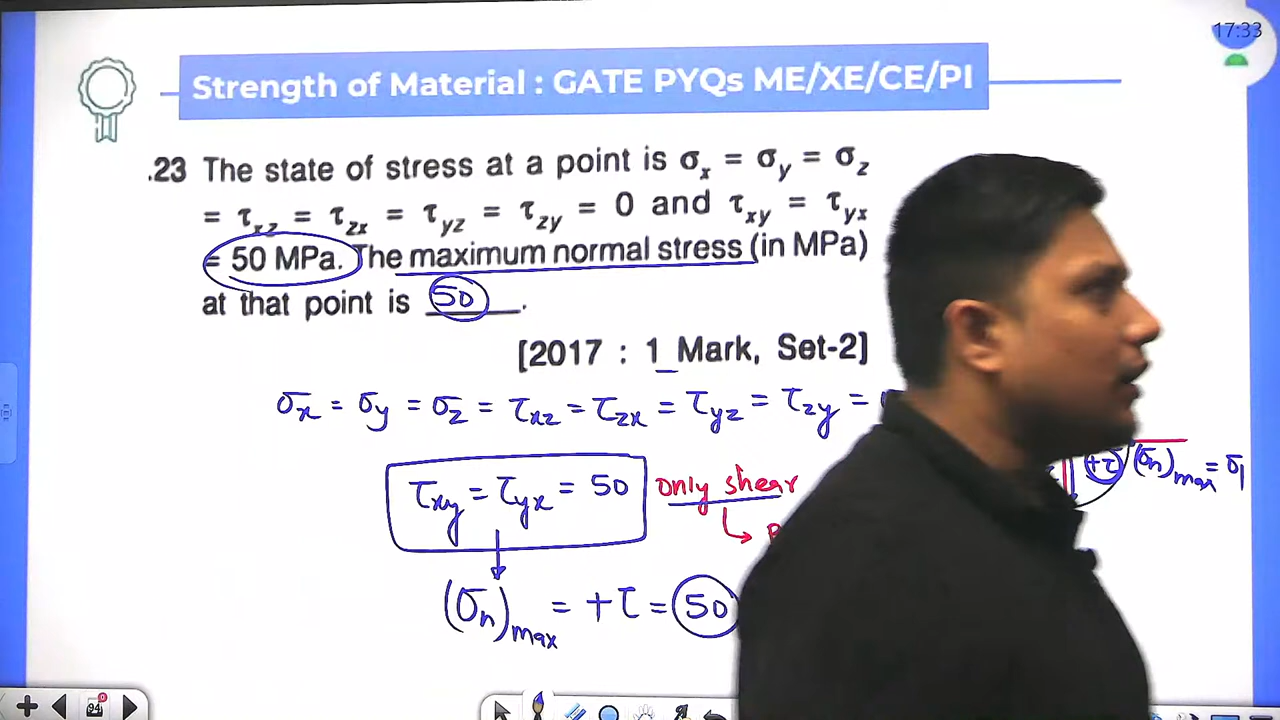 17:33
Strength of Material : GATE PYQs ME/XE/CE/PI
.23 The state of stress at a point is σx = σy = σz
= τxz = τzx = τyz = τzy = 0 and τxy = τyx
= 50 MPa. The maximum normal stress (in MPa)
at that point is 50.
[2017 : 1 Mark, Set-2]
σx = σy = σz = τxz = τzx = τyz = τzy =
(+τ) (σn)max = σ1
τxy = τyx = 50 only shear
(σn)max = +τ = 50
94